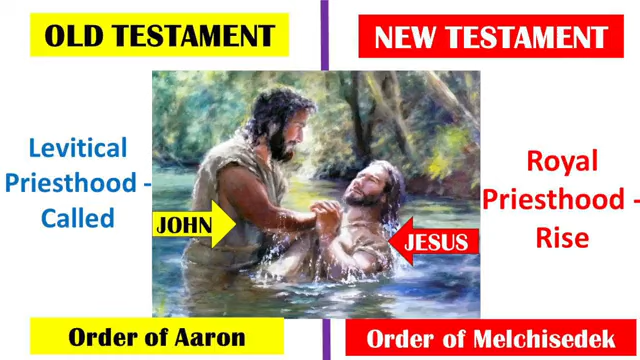 OLD TESTAMENT
NEW TESTAMENT
Levitical
Priesthood -
Called
JOHN
JESUS
Royal
Priesthood -
Rise
Order of Aaron
Order of Melchisedek